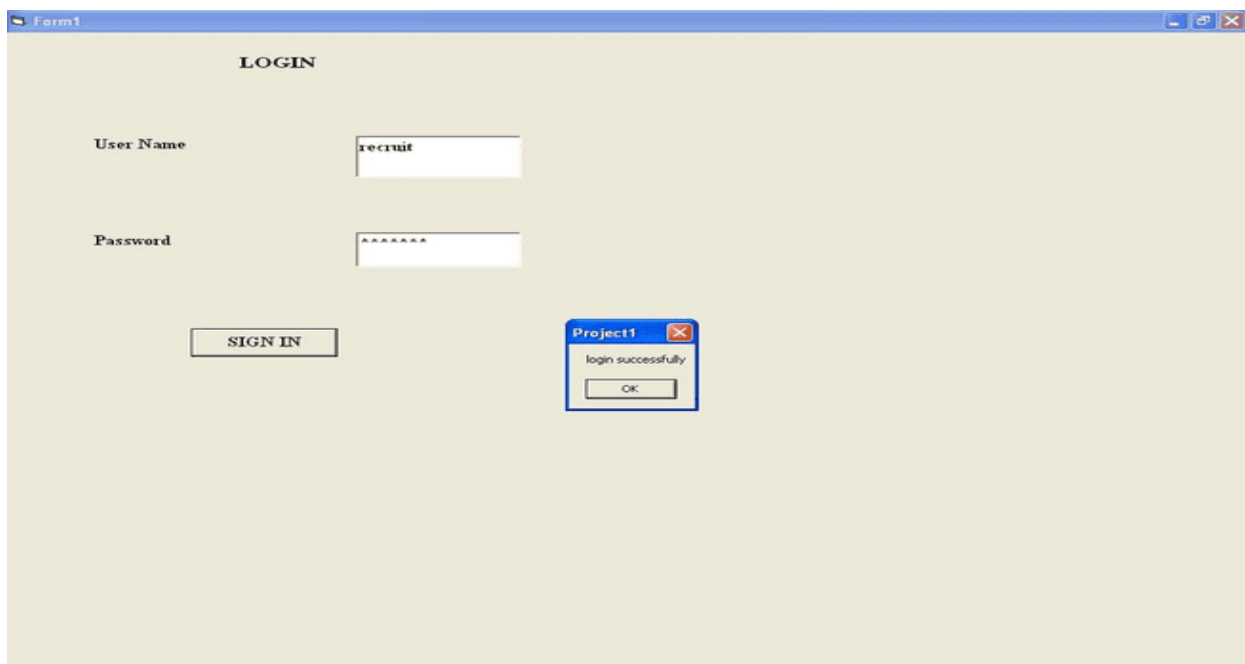 Form1
LOGIN
User Name
recruit
Password
^^^^^^^
SIGN IN
Project1
login successfully
OK